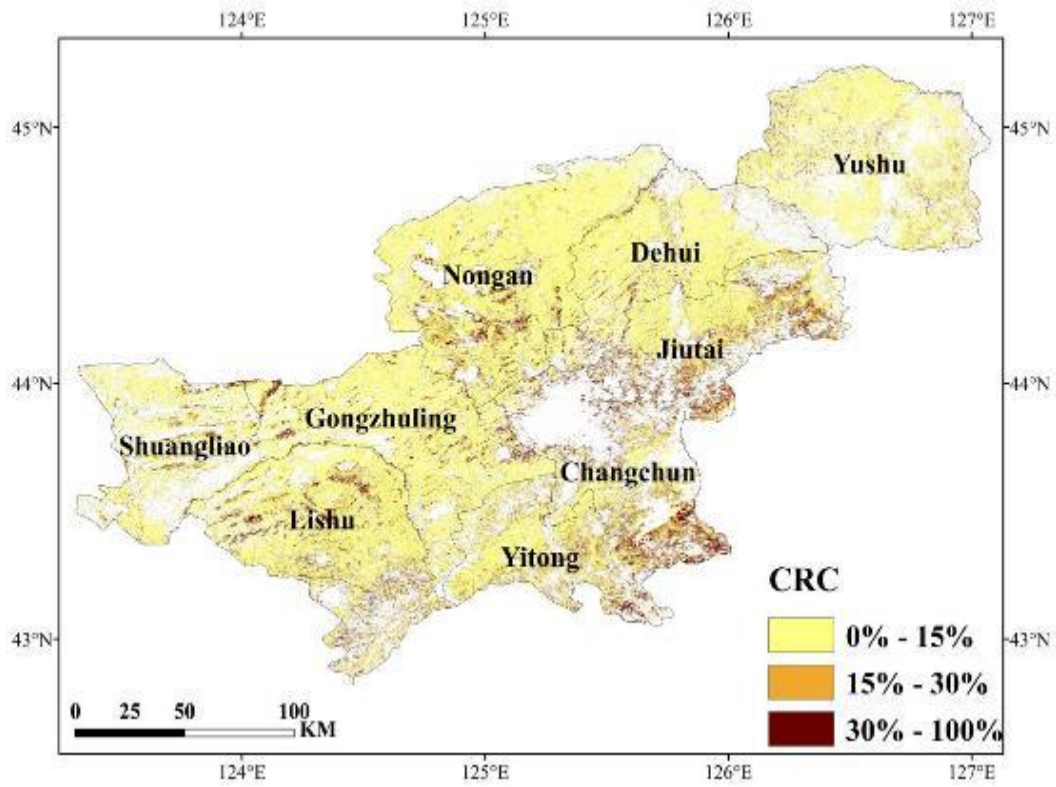 124°E 125°E 126°E 127°E
45°N 45°N
Yushu
Dehui
Nongan
Jiutai
44°N 44°N
Gongzhuling
Shuangliao
Changchun
Lishu
Yitong
CRC
43°N 43°N
0% - 15%
15% - 30%
0 25 50 100
KM
30% - 100%
124°E 125°E 126°E 127°E